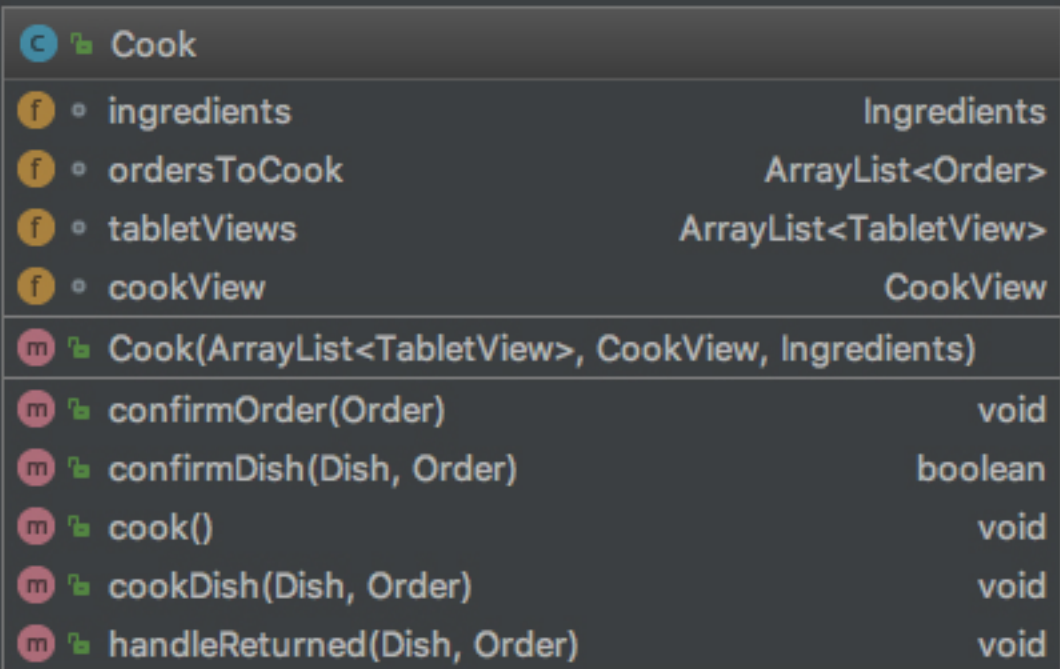 C Cook
f ingredients Ingredients
f ordersToCook ArrayList<Order>
f tabletViews ArrayList<TabletView>
f cookView CookView
m Cook(ArrayList<TabletView>, CookView, Ingredients)
m confirmOrder(Order) void
m confirmDish(Dish, Order) boolean
m cook() void
m cookDish(Dish, Order) void
m handleReturned(Dish, Order) void